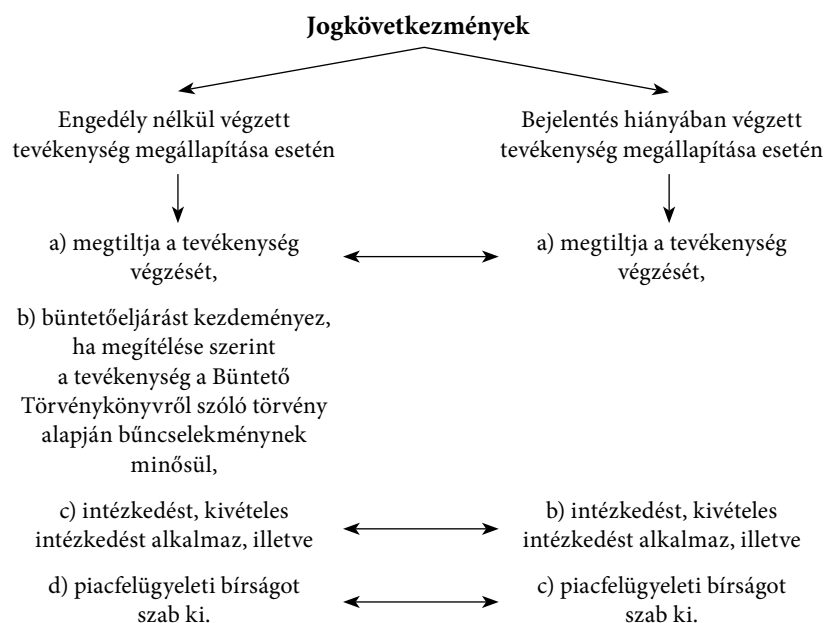 Jogkövetkezmények
Engedély nélkül végzett
tevékenység megállapítása esetén
a) megtiltja a tevékenység
végzését,
b) büntetőeljárást kezdeményez,
ha megítélése szerint
a tevékenység a Büntető
Törvénykönyvről szóló törvény
alapján bűncselekménynek
minősül,
c) intézkedést, kivételes
intézkedést alkalmaz, illetve
d) piacfelügyeleti bírságot
szab ki.
Bejelentés hiányában végzett
tevékenység megállapítása esetén
a) megtiltja a tevékenység
végzését,
b) intézkedést, kivételes
intézkedést alkalmaz, illetve
c) piacfelügyeleti bírságot
szab ki.